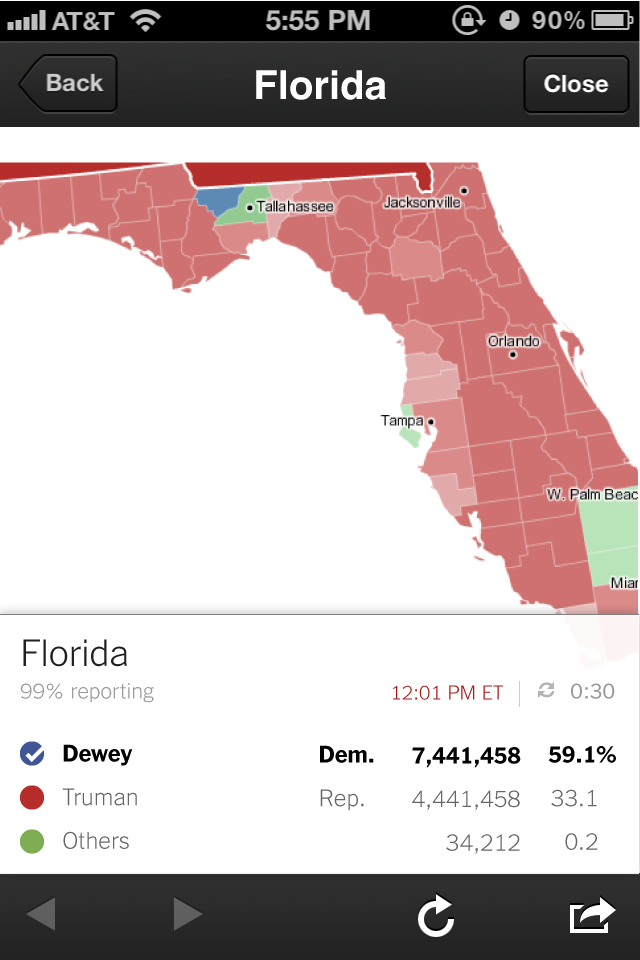 AT&T 5:55 PM 90%
Back Florida Close
Tallahassee
Jacksonville
Orlando
Tampa
W. Palm Beac
Miar
Florida
99% reporting 12:01 PM ET 0:30
Dewey Dem. 7,441,458 59.1%
Truman Rep. 4,441,458 33.1
Others 34,212 0.2